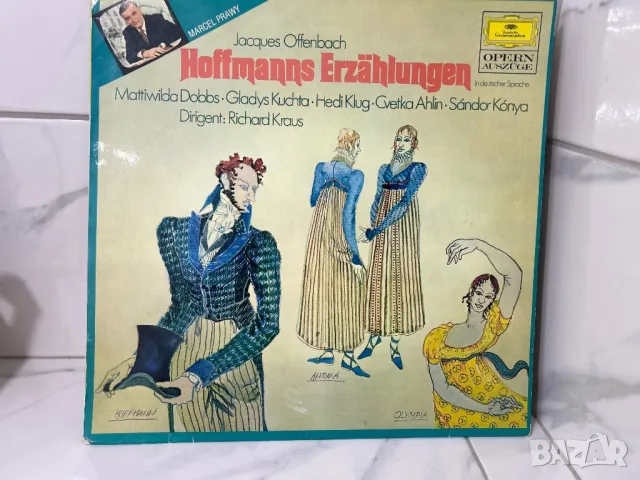 MARCEL PRAWY
Jacques Offenbach
Hoffmanns Erzählungen
In deutscher Sprache
Mattiwilda Dobbs · Gladys Kuchta · Hedi Klug · Cvetka Ahlin · Sándor Kónya
Dirigent: Richard Kraus
Deutsche
Grammophon
OPERN
AUSZÜGE
HOFFMANN
ANTONIA
OLYMPIA
BAZAR